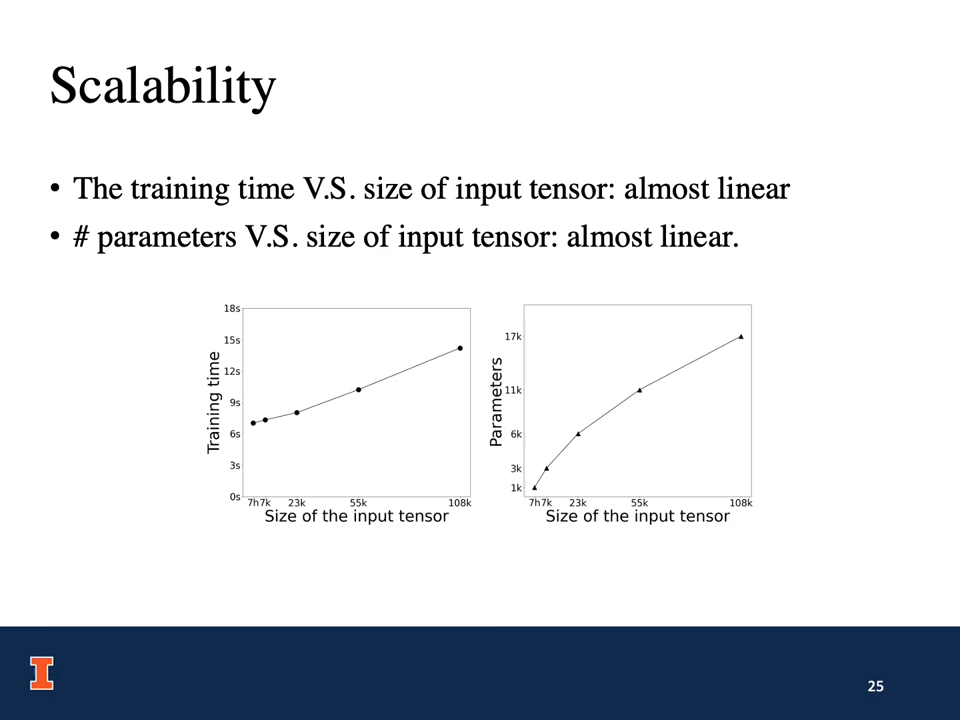 Scalability
• The training time V.S. size of input tensor: almost linear
• # parameters V.S. size of input tensor: almost linear.
18s
15s
12s
9s
6s
3s
0s
Training time
7h7k 23k 55k 108k
Size of the input tensor
17k
11k
6k
3k
1k
Parameters
7h7k 23k 55k 108k
Size of the input tensor
I
25